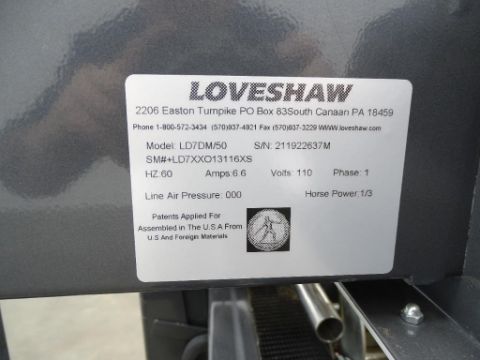 LOVESHAW
2206 Easton Turnpike PO Box 83South Canaan PA 18459
Phone 1-800-572-3434 (570)937-4921 Fax (570)937-3229 WWW.loveshaw.com
Model: LD7DM/50 S/N: 211922637M
SM#+LD7XXO13116XS
HZ.60 Amps:6.6 Volts: 110 Phase: 1
Line Air Pressure: 000 Horse Power:1/3
Patents Applied For
Assembled in The U.S.A From
U.S And Foreign Materials